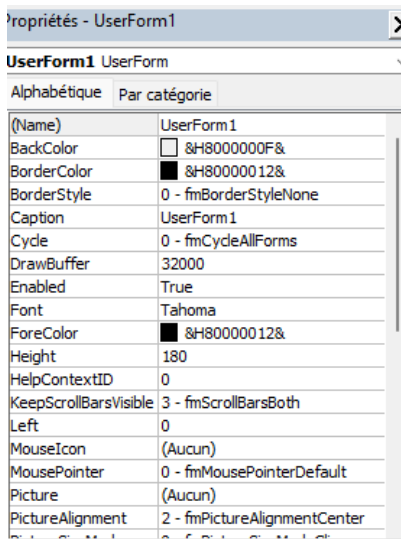 Propriétés - UserForm1
UserForm1 UserForm
Alphabétique Par catégorie
(Name) UserForm1
BackColor &H8000000F&
BorderColor &H80000012&
BorderStyle 0 - fmBorderStyleNone
Caption UserForm1
Cycle 0 - fmCycleAllForms
DrawBuffer 32000
Enabled True
Font Tahoma
ForeColor &H80000012&
Height 180
HelpContextID 0
KeepScrollBarsVisible 3 - fmScrollBarsBoth
Left 0
MouseIcon (Aucun)
MousePointer 0 - fmMousePointerDefault
Picture (Aucun)
PictureAlignment 2 - fmPictureAlignmentCenter